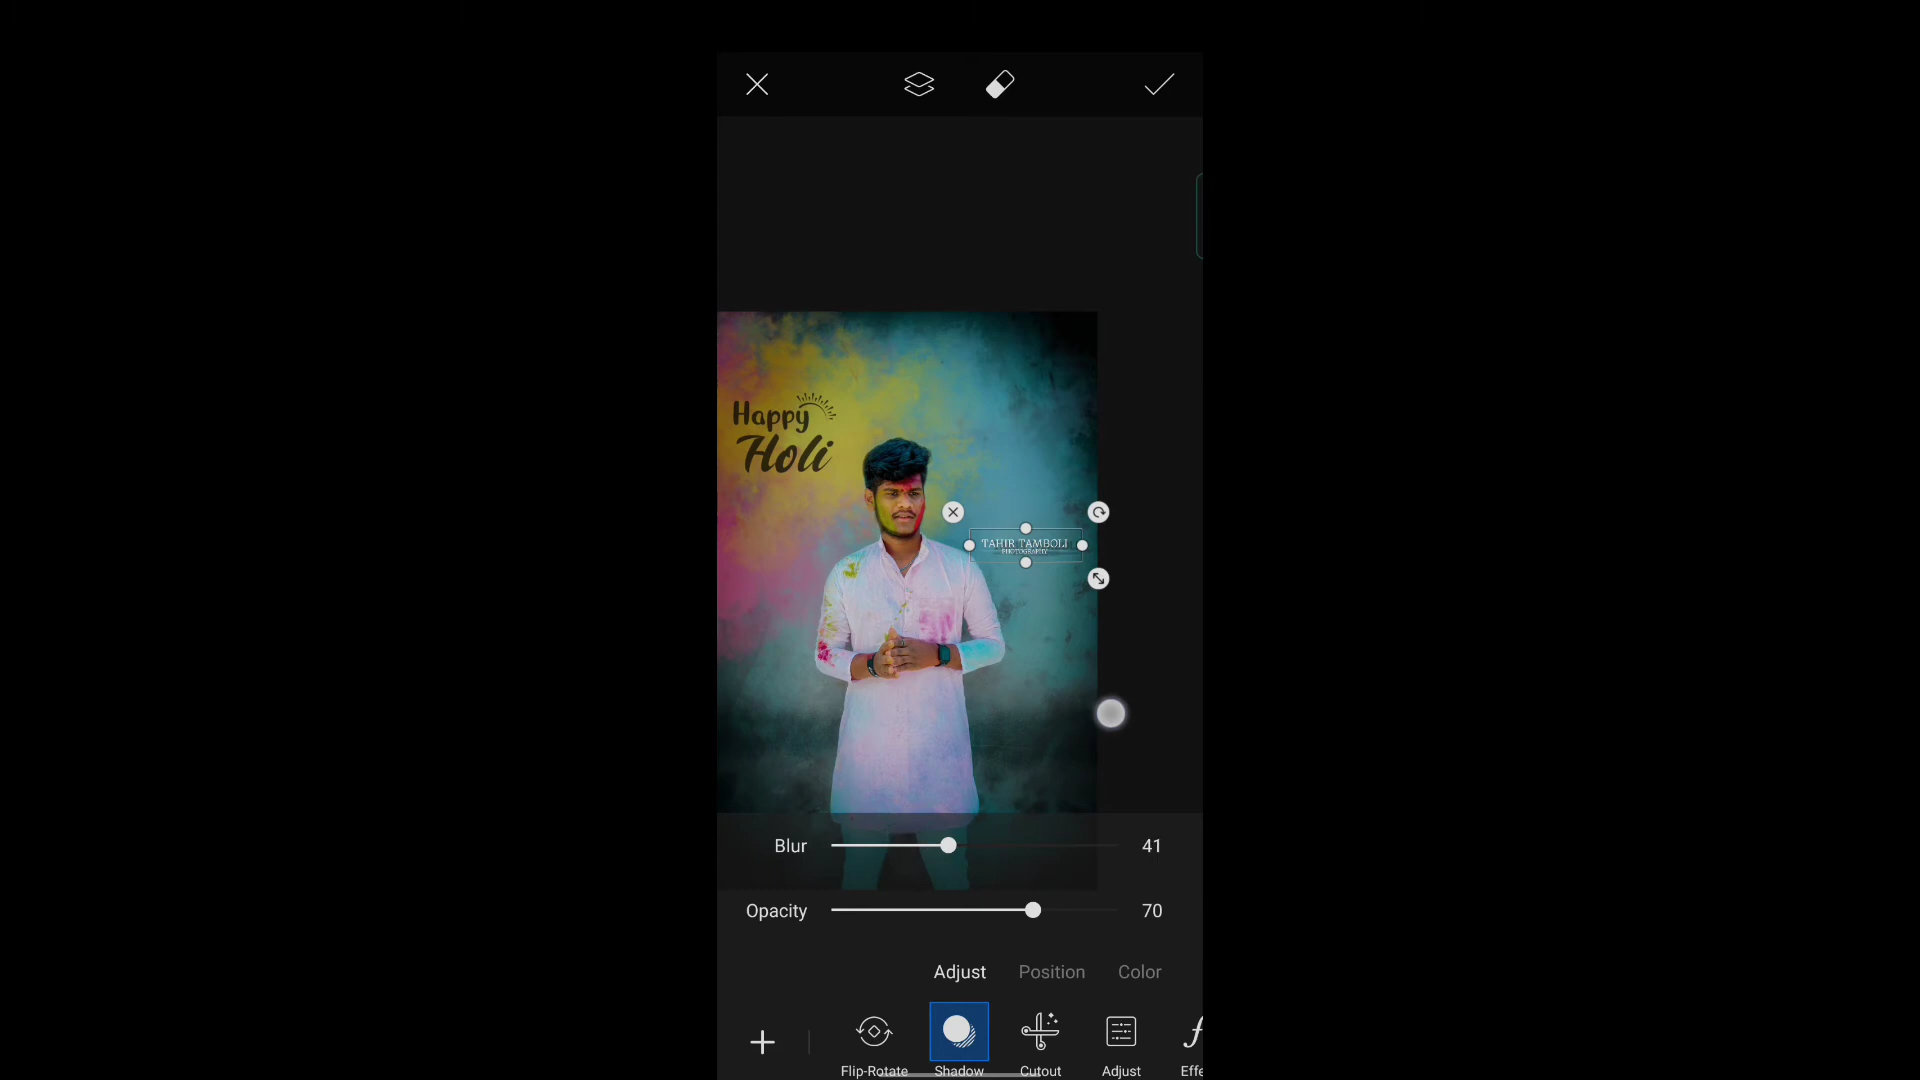 Happy
Holi
TAHIR TAMBOLI
PHOTOGRAPHY
Blur 41
Opacity 70
Adjust Position Color
Flip-Rotate Shadow Cutout Adjust Effe